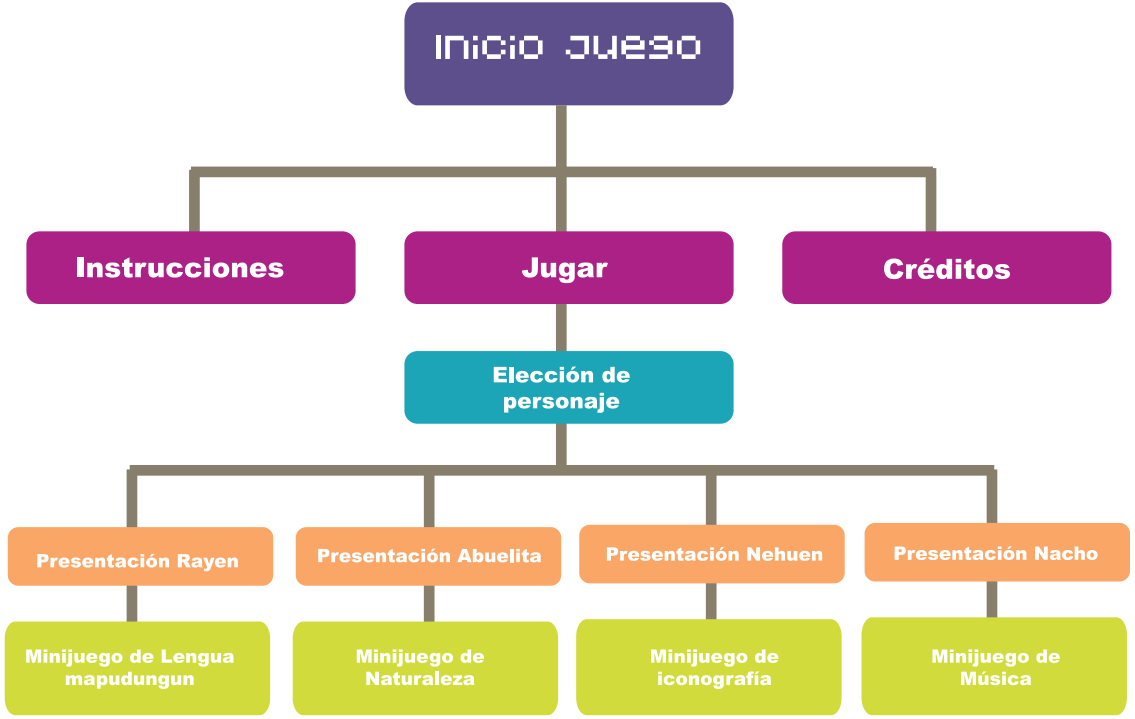 Inicio Juego
Instrucciones
Jugar
Créditos
Elección de
personaje
Presentación Rayen
Presentación Abuelita
Presentación Nehuen
Presentación Nacho
Minijuego de Lengua
mapudungun
Minijuego de
Naturaleza
Minijuego de
iconografía
Minijuego de
Música